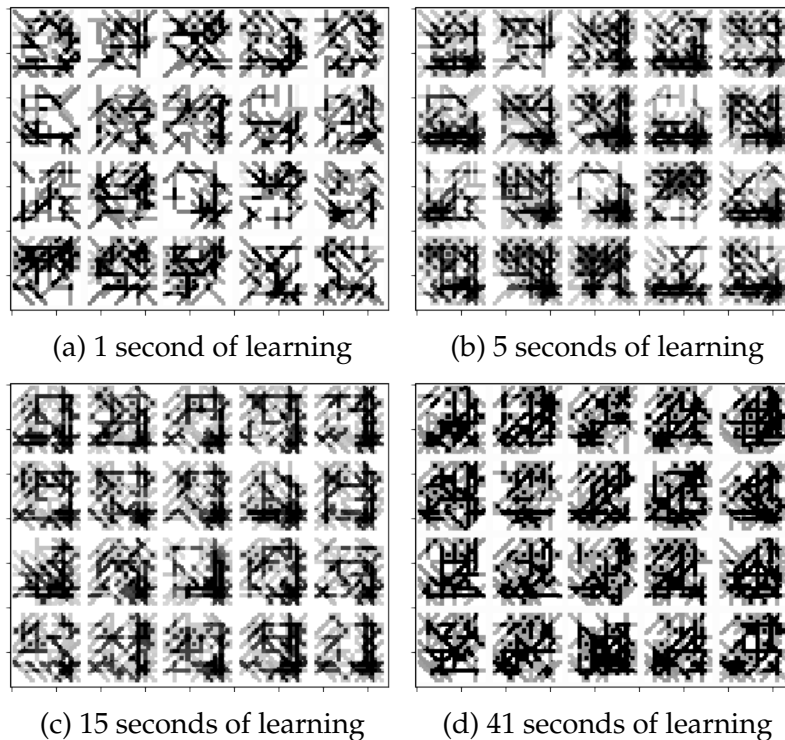 (a) 1 second of learning
(b) 5 seconds of learning
(c) 15 seconds of learning
(d) 41 seconds of learning